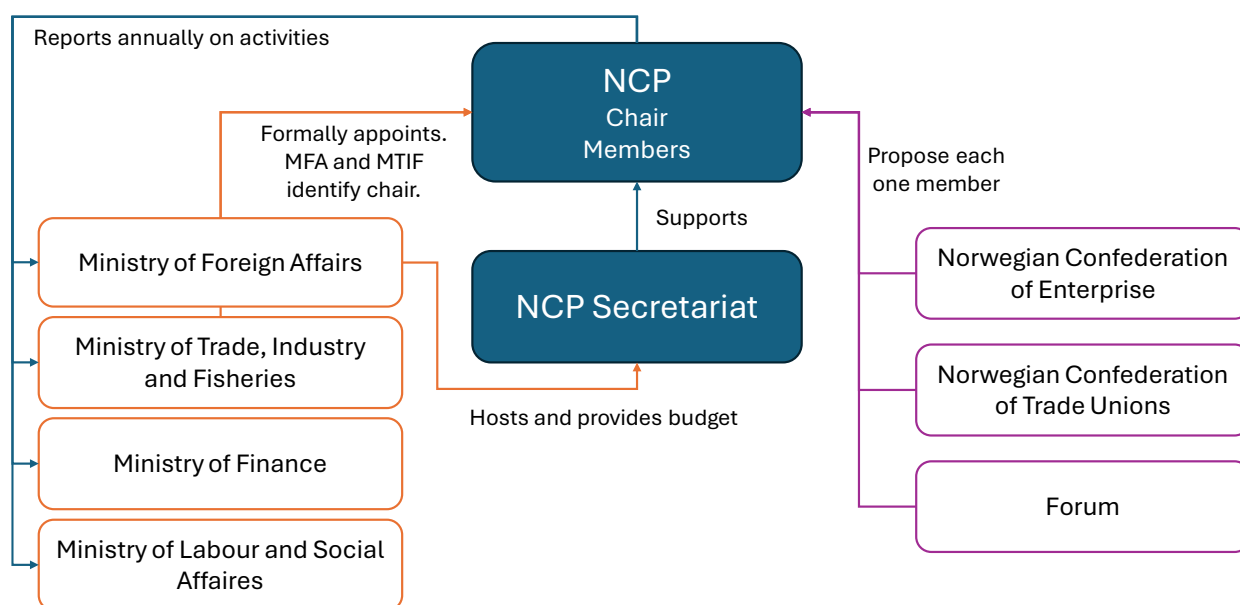 Reports annually on activities
NCP
Chair
Members
Formally appoints.
MFA and MTIF
identify chair.
Propose each
one member
Supports
Ministry of Foreign Affairs
NCP Secretariat
Norwegian Confederation
of Enterprise
Ministry of Trade, Industry
and Fisheries
Norwegian Confederation
of Trade Unions
Hosts and provides budget
Ministry of Finance
Forum
Ministry of Labour and Social
Affaires